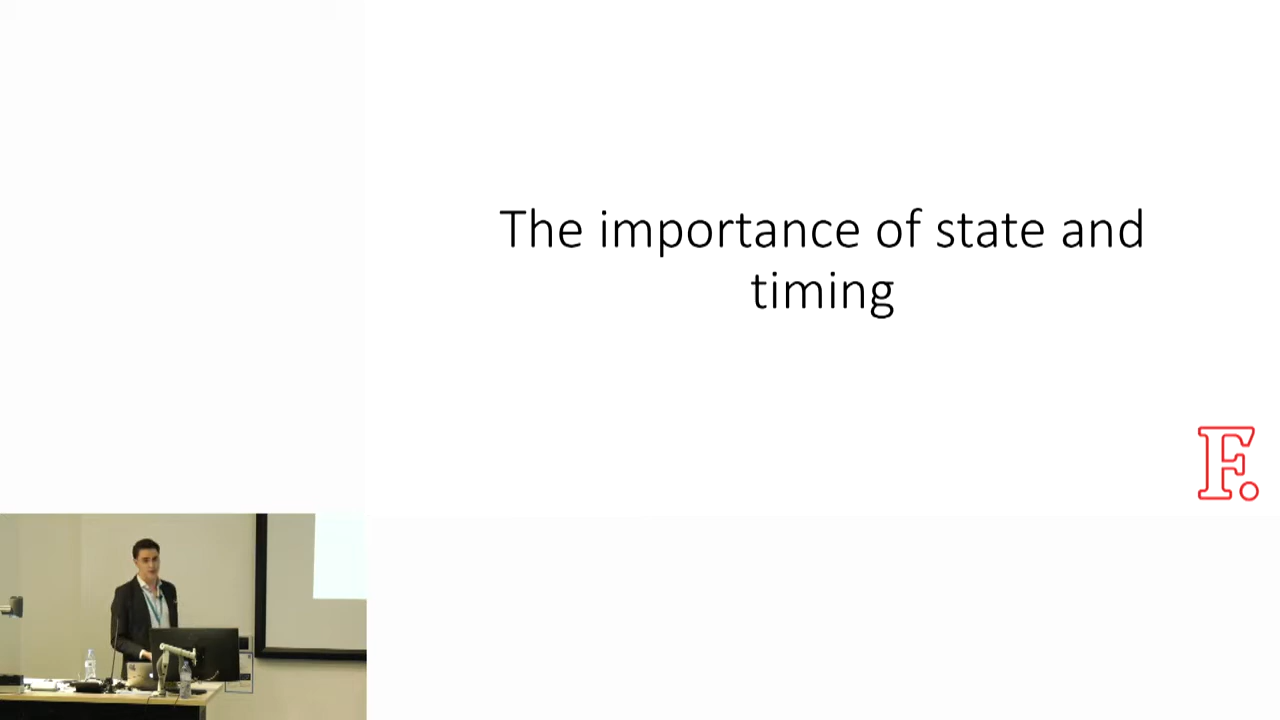 The importance of state and
timing
F.